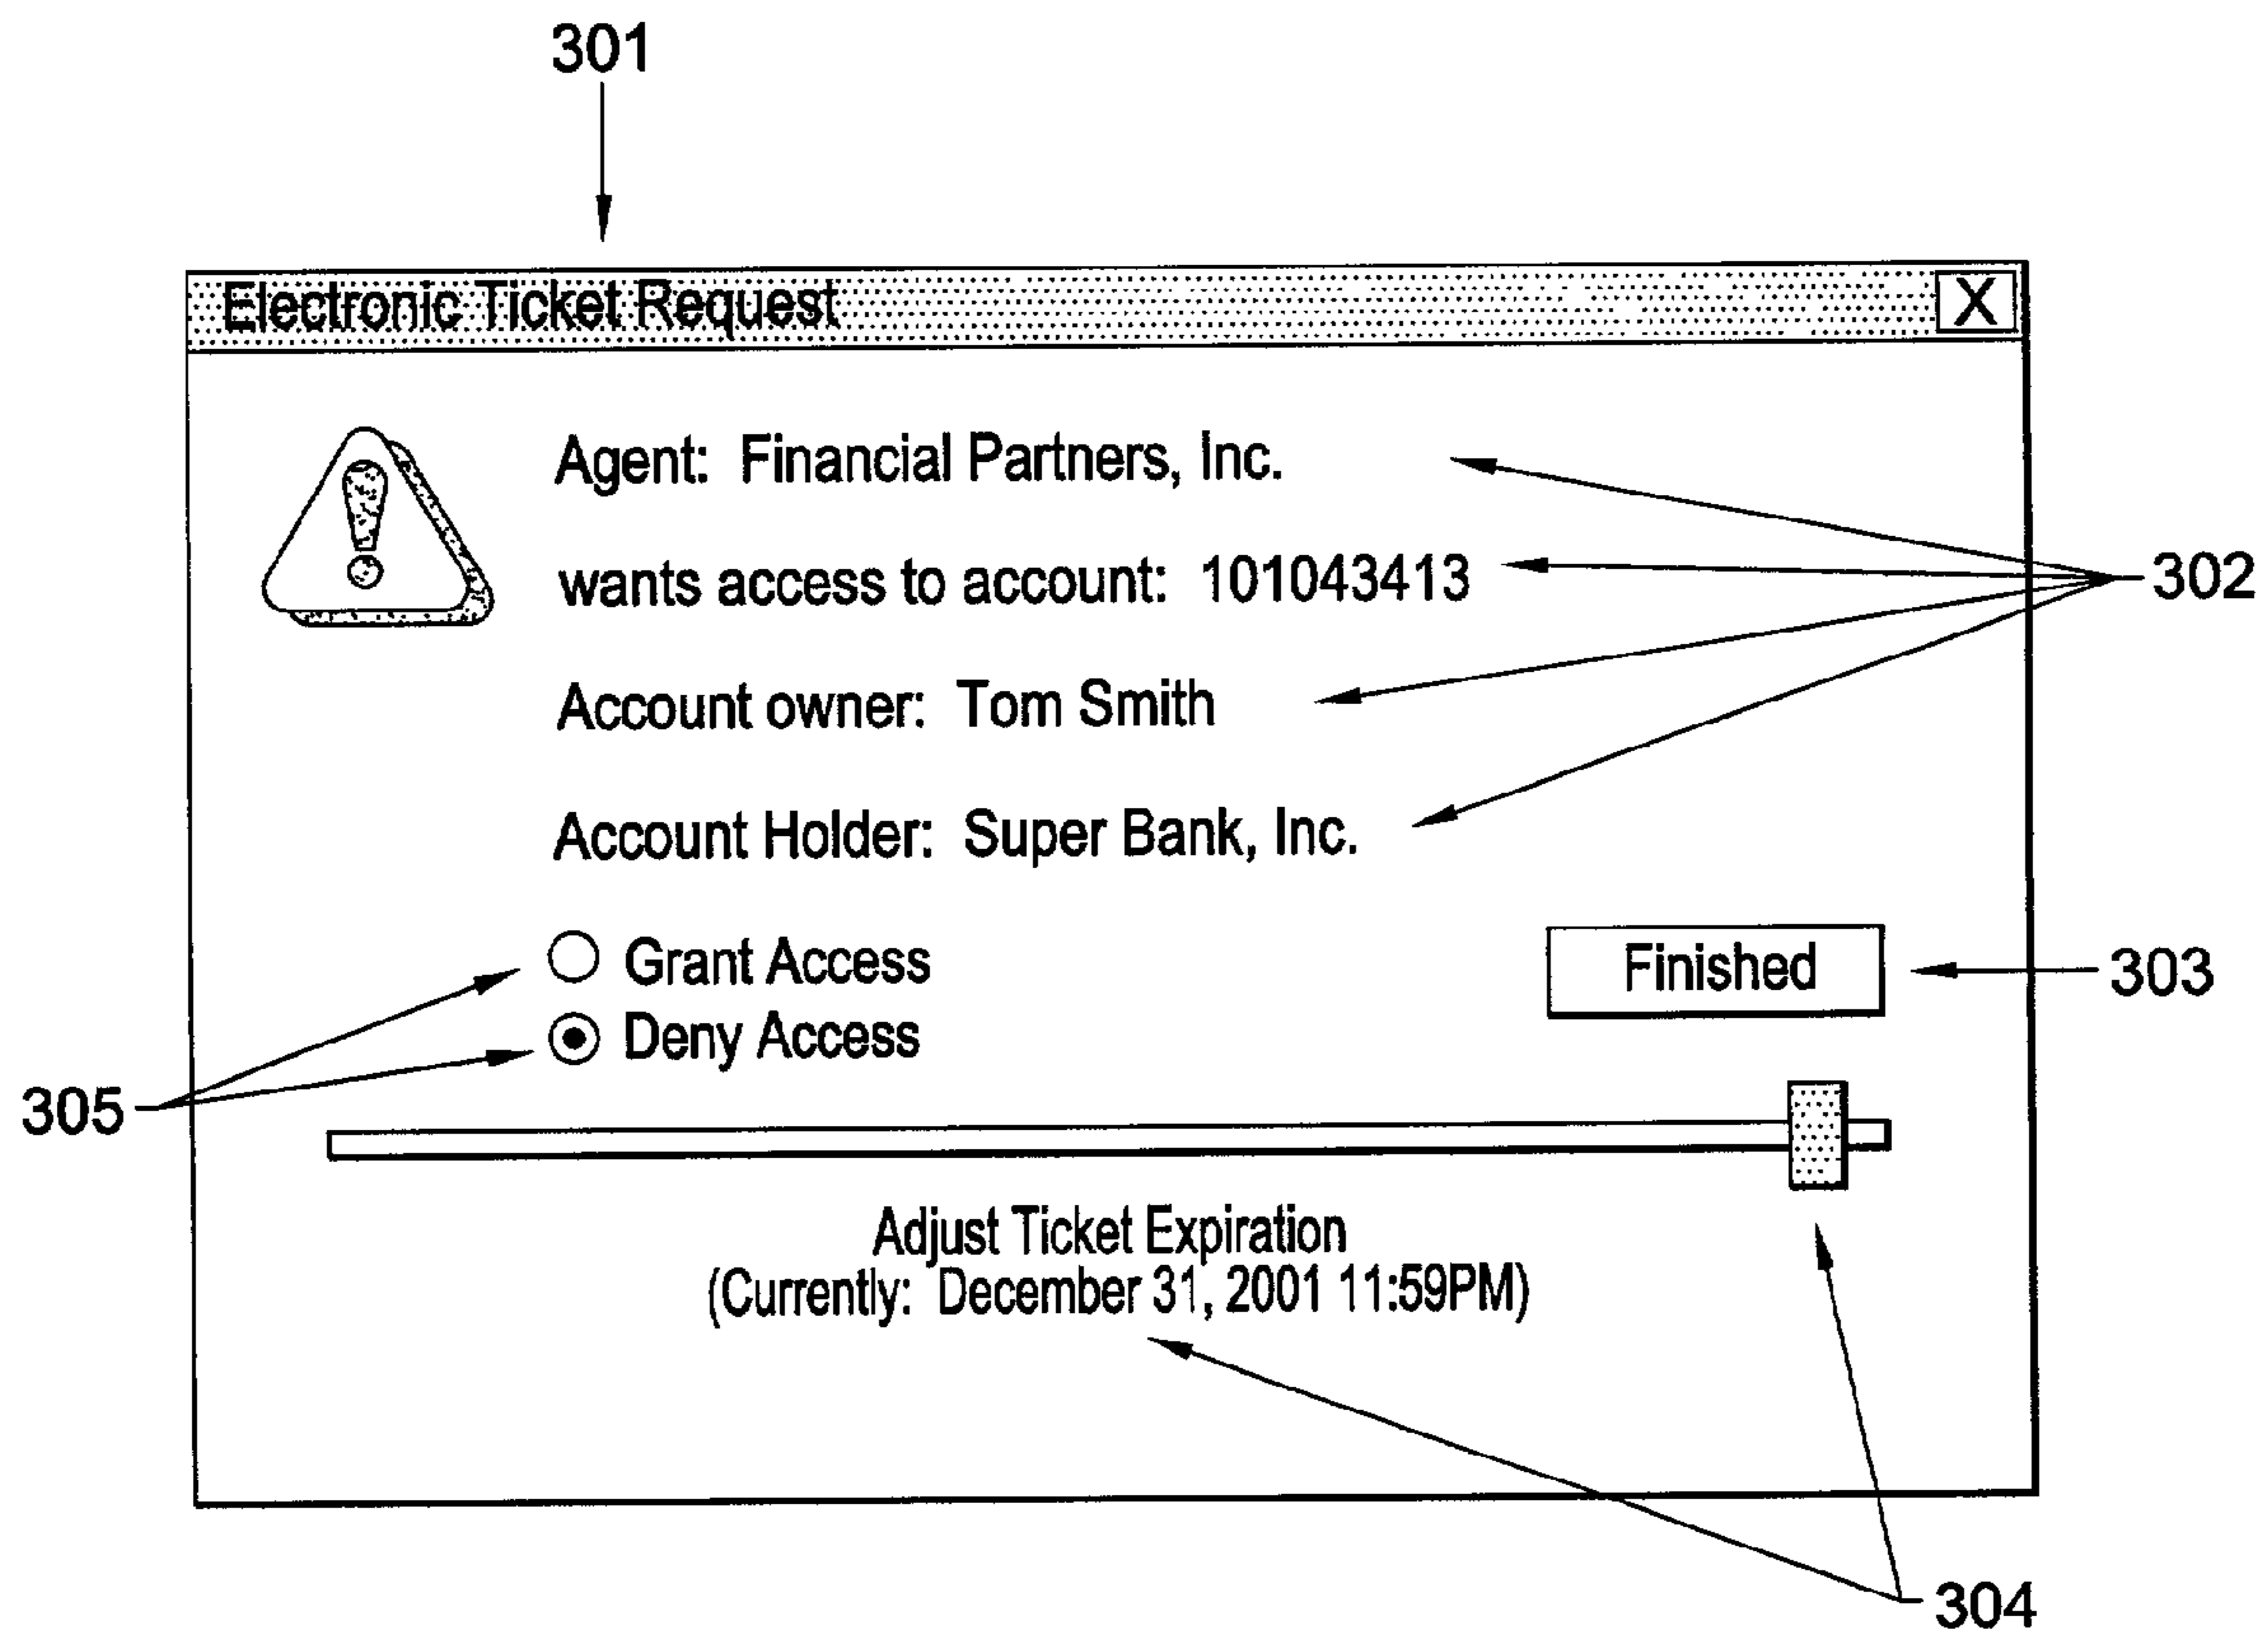 301
Electronic Ticket Request X
Agent: Financial Partners, Inc.
wants access to account: 101043413
302
Account owner: Tom Smith
Account Holder: Super Bank, Inc.
Grant Access
Finished
303
Deny Access
305
Adjust Ticket Expiration
(Currently: December 31, 2001 11:59PM)
304